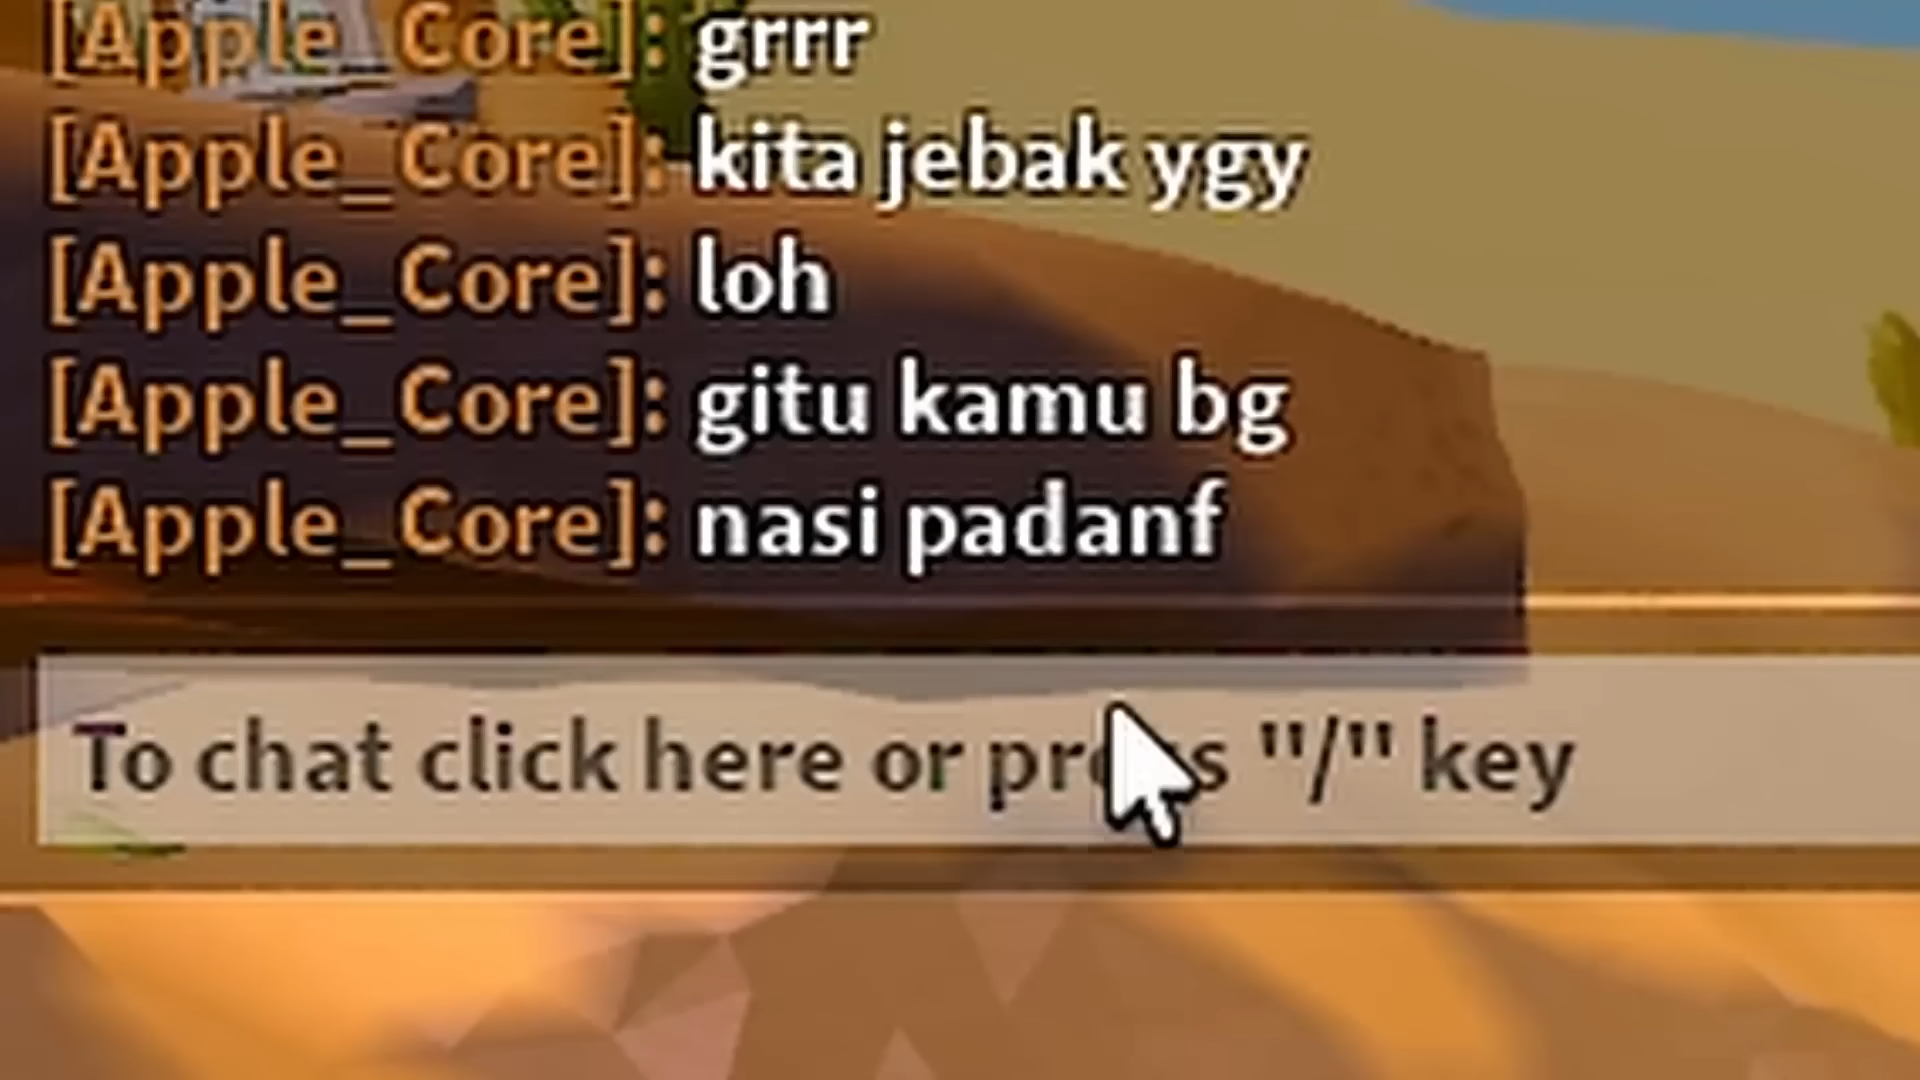 [Apple_Core]: grrr
[Apple_Core]: kita jebak ygy
[Apple_Core]: loh
[Apple_Core]: gitu kamu bg
[Apple_Core]: nasi padanf
To chat click here or press "/" key